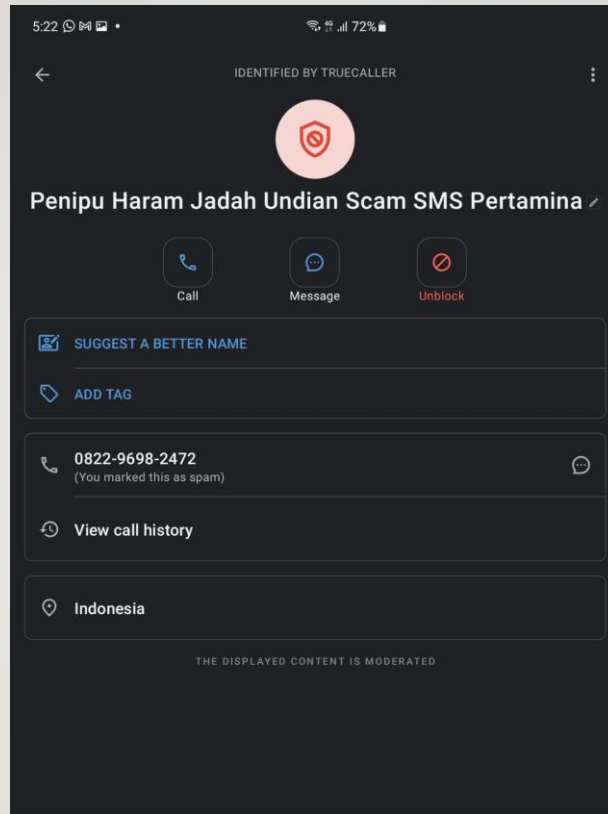 5:22
72%
IDENTIFIED BY TRUECALLER
Penipu Haram Jadah Undian Scam SMS Pertamina
Call
Message
Unblock
SUGGEST A BETTER NAME
ADD TAG
0822-9698-2472
(You marked this as spam)
View call history
Indonesia
THE DISPLAYED CONTENT IS MODERATED